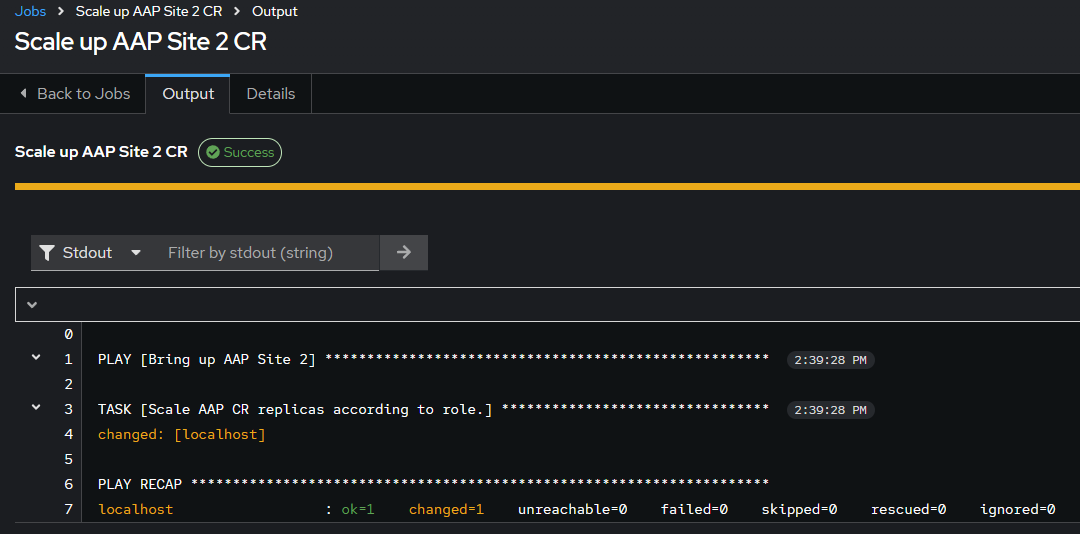 Jobs > Scale up AAP Site 2 CR > Output
Scale up AAP Site 2 CR
Back to Jobs Output Details
Scale up AAP Site 2 CR Success
Stdout Filter by stdout (string)
0
1 PLAY [Bring up AAP Site 2] ***************************************************** 2:39:28 PM
2
3 TASK [Scale AAP CR replicas according to role.] ******************************** 2:39:28 PM
4 changed: [localhost]
5
6 PLAY RECAP *********************************************************************
7 localhost : ok=1 changed=1 unreachable=0 failed=0 skipped=0 rescued=0 ignored=0